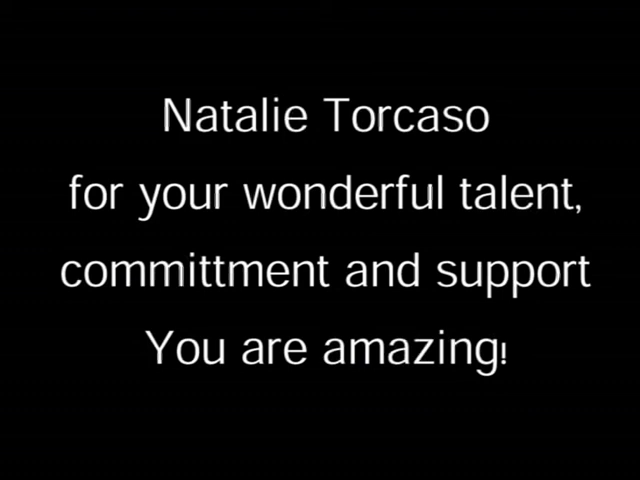 Natalie Torcaso
for your wonderful talent,
committment and support
You are amazing!